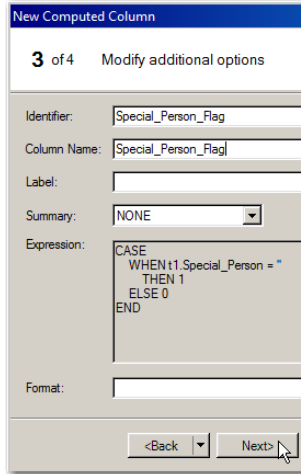 New Computed Column
3 of 4 Modify additional options
Identifier: Special_Person_Flag
Column Name: Special_Person_Flag
Label:
Summary: NONE
Expression:
CASE
WHEN t1.Special_Person = ''
THEN 1
ELSE 0
END
Format:
<Back Next>